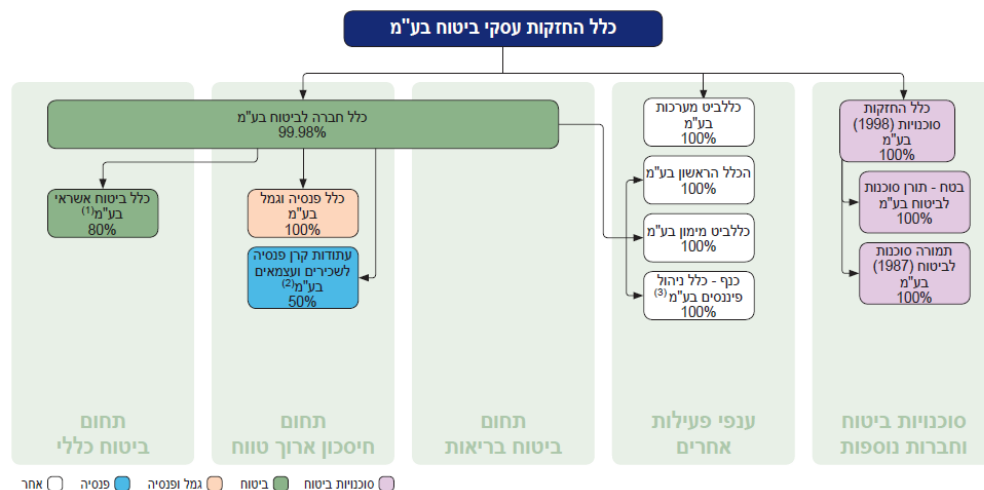 כלל החזקות עסקי ביטוח בע"מ
כלל החזקות
סוכנויות (1998)
בע"מ
100%
בטח - תורן סוכנות
לביטוח בע"מ
100%
תמורה סוכנות
לביטוח (1987)
בע"מ
100%
סוכנויות ביטוח
וחברות נוספות
כללביט מערכות
בע"מ
100%
הכלל הראשון בע"מ
100%
כללביט מימון בע"מ
100%
כנף - כלל ניהול
פיננסים בע"מ (3)
100%
ענפי פעילות
אחרים
כלל חברה לביטוח בע"מ
99.98%
תחום
ביטוח בריאות
כלל פנסיה וגמל
בע"מ
100%
עתודות קרן פנסיה
לשכירים ועצמאים
בע"מ(2)
50%
תחום
חיסכון ארוך טווח
כלל ביטוח אשראי
בע"מ(1)
80%
תחום
ביטוח כללי
סוכנויות ביטוח ביטוח גמל ופנסיה פנסיה אחר